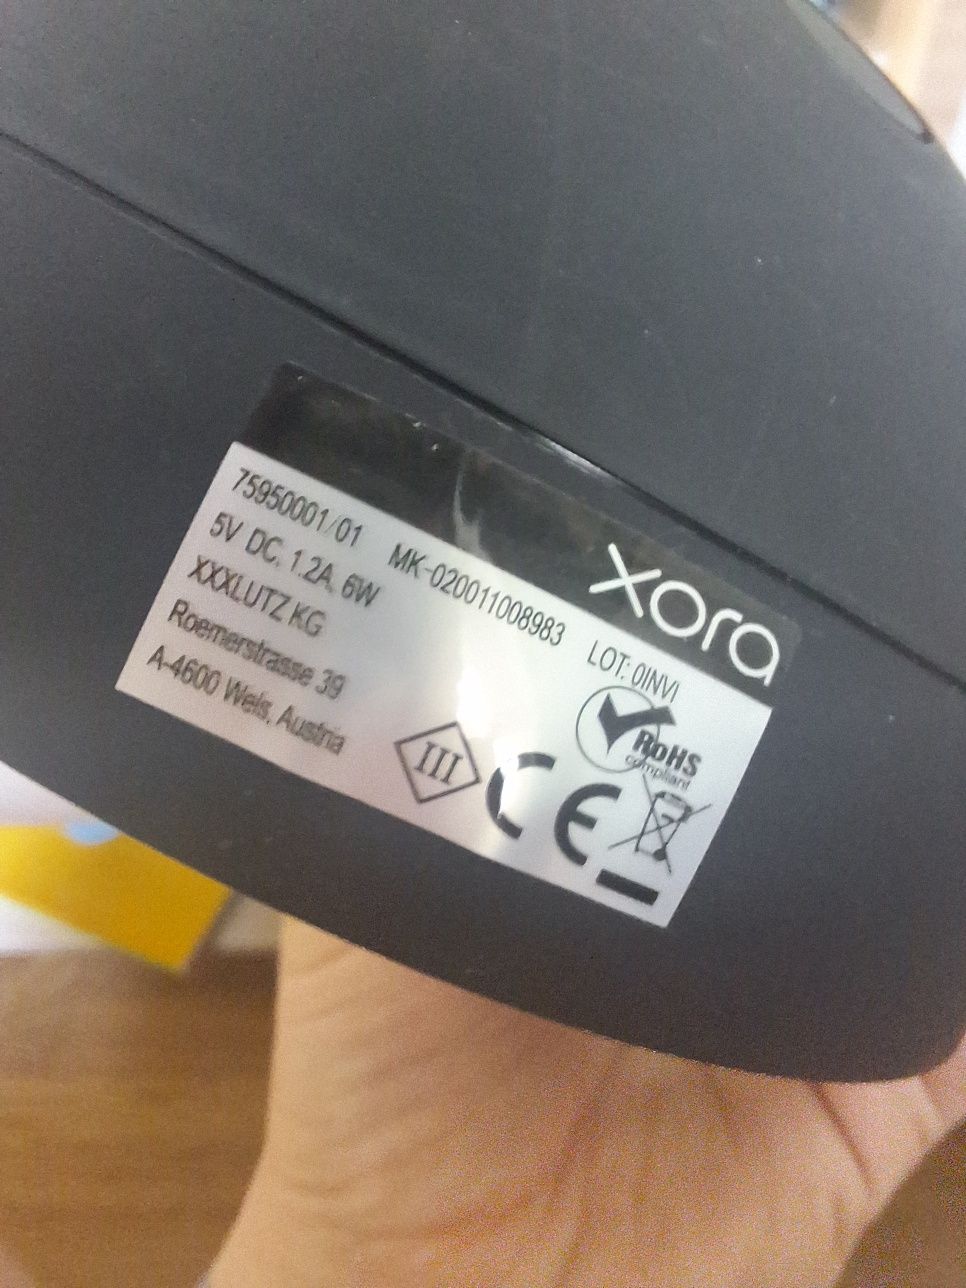 xora
75950001/01 MK-020011008983 LOT: 0INVI
5V DC, 1.2A, 6W
XXXLUTZ KG
Roemerstrasse 39
A-4600 Wels, Austria
III
CE
RoHS
compliant